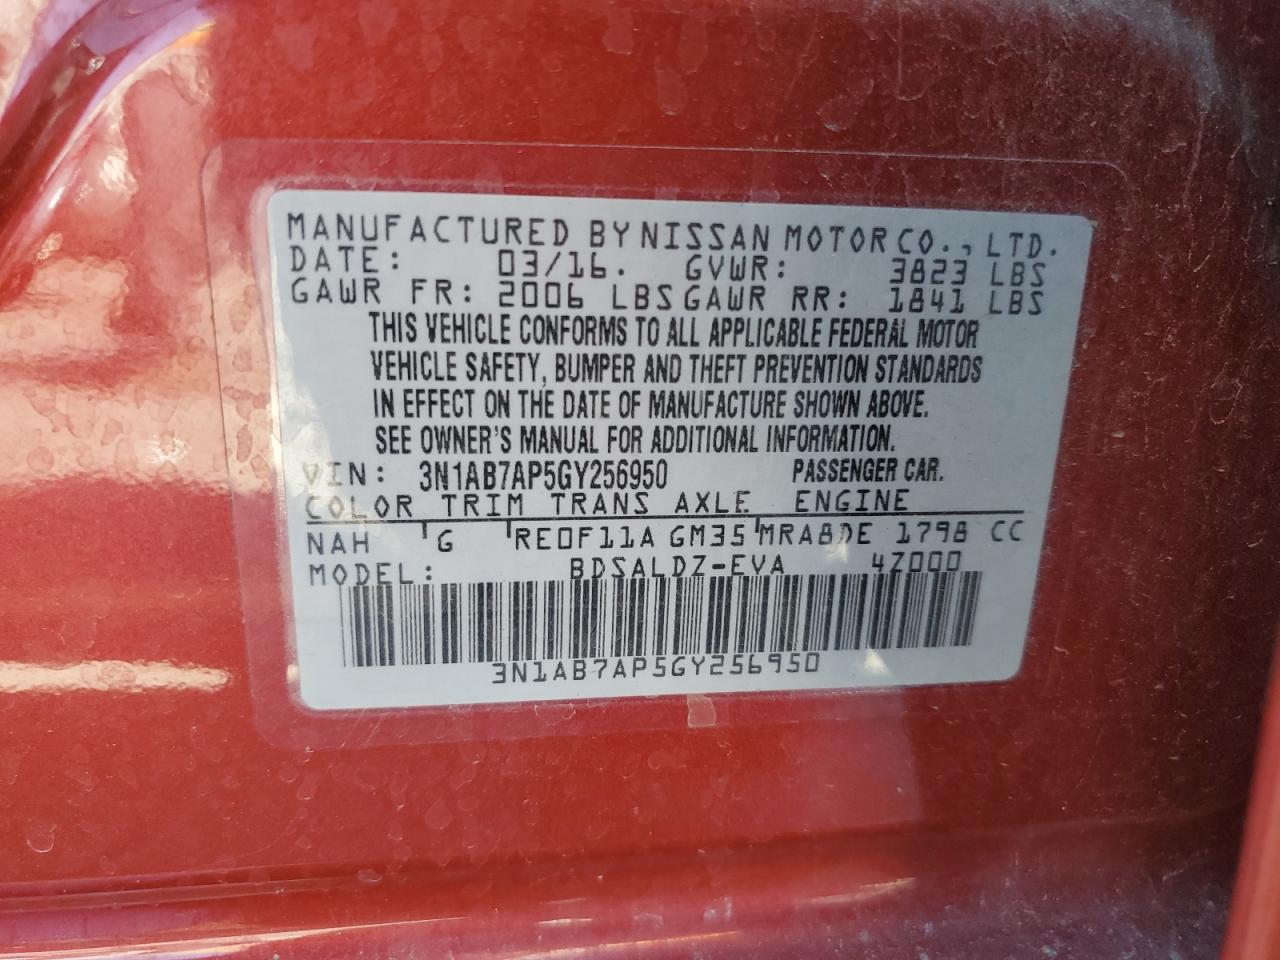 MANUFACTURED BY NISSAN MOTOR CO., LTD.
DATE: 03/16. GVWR: 3823 LBS
GAWR FR: 2006 LBS GAWR RR: 1841 LBS
THIS VEHICLE CONFORMS TO ALL APPLICABLE FEDERAL MOTOR
VEHICLE SAFETY, BUMPER AND THEFT PREVENTION STANDARDS
IN EFFECT ON THE DATE OF MANUFACTURE SHOWN ABOVE.
SEE OWNER'S MANUAL FOR ADDITIONAL INFORMATION.
VIN: 3N1AB7AP5GY256950 PASSENGER CAR.
COLOR TRIM TRANS AXLE ENGINE
NAH G RE0F11A GM35 MRA8DE 1798 CC
MODEL: BDSALDZ-EVA 4Z000
3N1AB7AP5GY256950